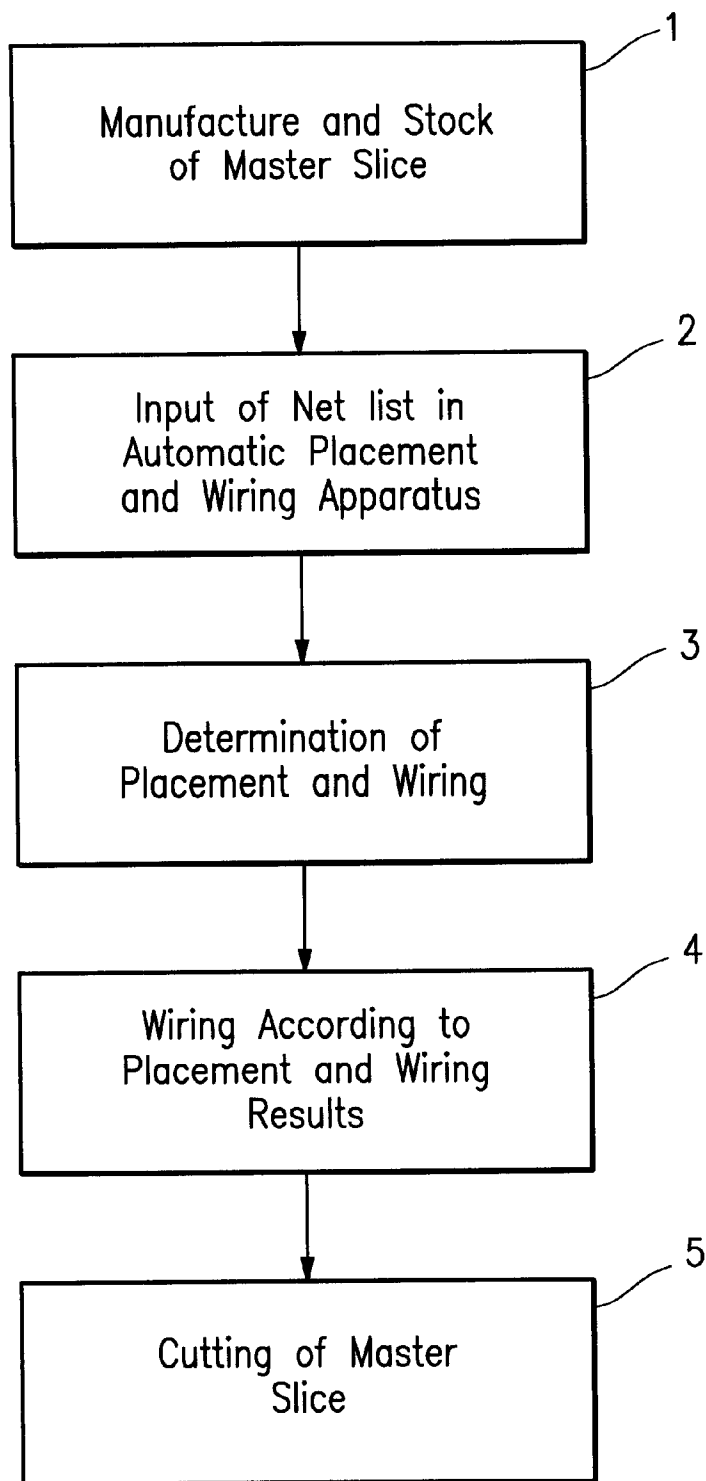 1
Manufacture and Stock
of Master Slice
2
Input of Net list in
Automatic Placement
and Wiring Apparatus
3
Determination of
Placement and Wiring
4
Wiring According to
Placement and Wiring
Results
5
Cutting of Master
Slice